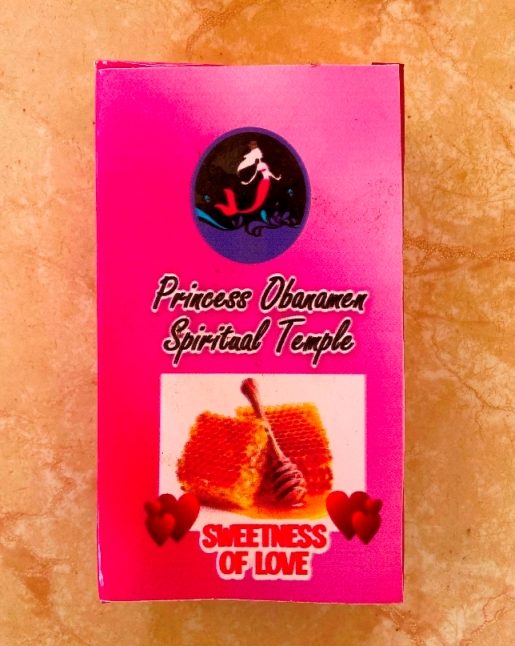 Princess Obanamen
Spiritual Temple
SWEETNESS
OF LOVE